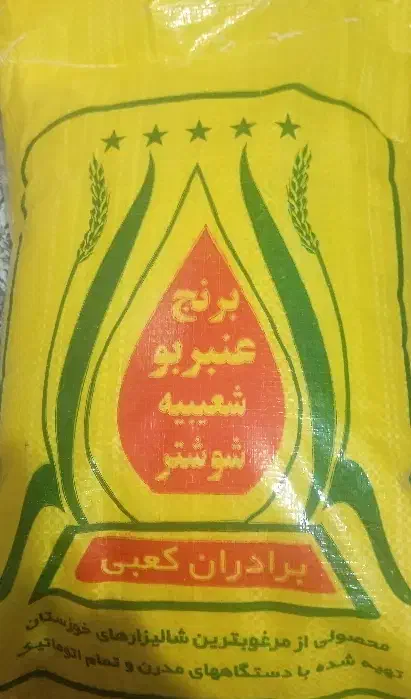 برنج
عنبربو
شعیبیه
شوشتر
برادران کعبی
محصولی از مرغوبترین شالیزارهای خوزستان
تهیه شده با دستگاههای مدرن و تمام اتوماتیک